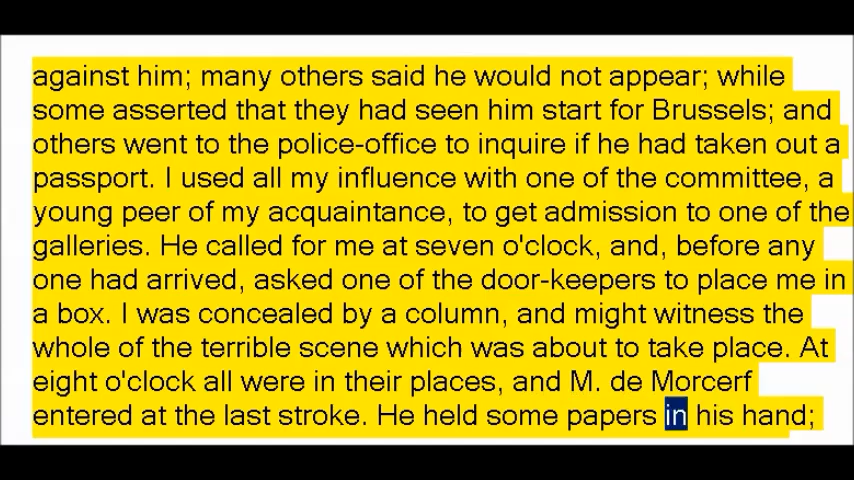 against him; many others said he would not appear; while
some asserted that they had seen him start for Brussels; and
others went to the police-office to inquire if he had taken out a
passport. I used all my influence with one of the committee, a
young peer of my acquaintance, to get admission to one of the
galleries. He called for me at seven o'clock, and, before any
one had arrived, asked one of the door-keepers to place me in
a box. I was concealed by a column, and might witness the
whole of the terrible scene which was about to take place. At
eight o'clock all were in their places, and M. de Morcerf
entered at the last stroke. He held some papers in his hand;